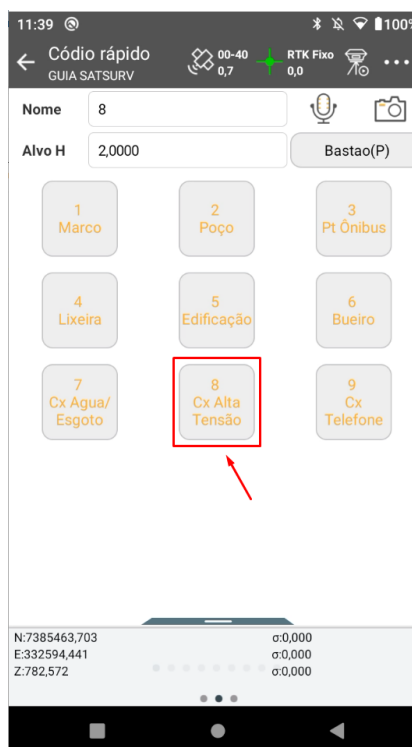 11:39 100%
Códio rápido
GUIA SATSURV
00-40
0,7
RTK Fixo
0,0
Nome 8
Alvo H 2,0000 Bastao(P)
1
Marco
2
Poço
3
Pt Ônibus
4
Lixeira
5
Edificação
6
Bueiro
7
Cx Agua/
Esgoto
8
Cx Alta
Tensão
9
Cx
Telefone
N:7385463,703 σ:0,000
E:332594,441 σ:0,000
Z:782,572 σ:0,000